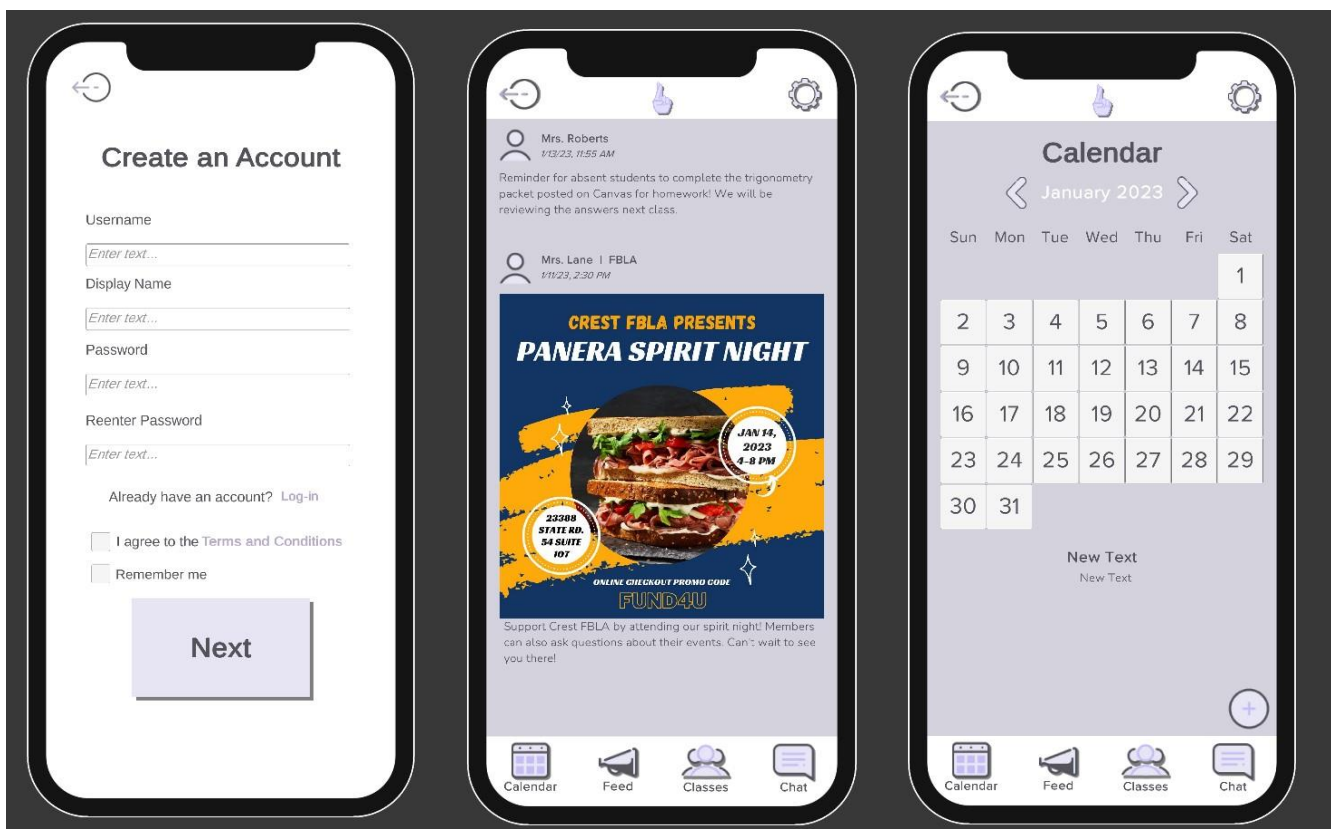 Create an Account
Username
Enter text...
Display Name
Enter text...
Password
Enter text...
Reenter Password
Enter text...
Already have an account? Log-in
I agree to the Terms and Conditions
Remember me
Next
Mrs. Roberts
1/13/23, 11:55 AM
Reminder for absent students to complete the trigonometry
packet posted on Canvas for homework! We will be
reviewing the answers next class.
Mrs. Lane | FBLA
1/11/23, 2:30 PM
CREST FBLA PRESENTS
PANERA SPIRIT NIGHT
JAN 14,
2023
4-8 PM
23388
STATE RD.
54 SUITE
107
ONLINE CHECKOUT PROMO CODE
FUND4U
Support Crest FBLA by attending our spirit night! Members
can also ask questions about their events. Can't wait to see
you there!
Calendar Feed Classes Chat
Calendar
January 2023
Sun Mon Tue Wed Thu Fri Sat
1
2 3 4 5 6 7 8
9 10 11 12 13 14 15
16 17 18 19 20 21 22
23 24 25 26 27 28 29
30 31
New Text
New Text
Calendar Feed Classes Chat